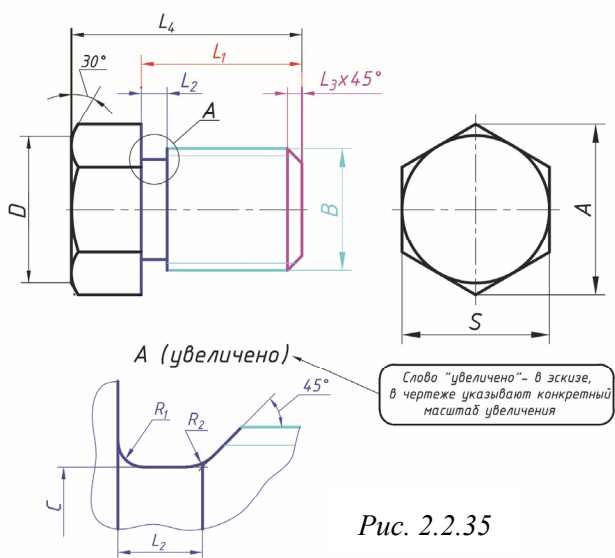 L4
L1
30°
L2
L3x45°
A
D
B
A
S
А (увеличено)
Слово "увеличено"- в эскизе,
в чертеже указывают конкретный
масштаб увеличения
45°
R1
R2
C
L2
Рис. 2.2.35